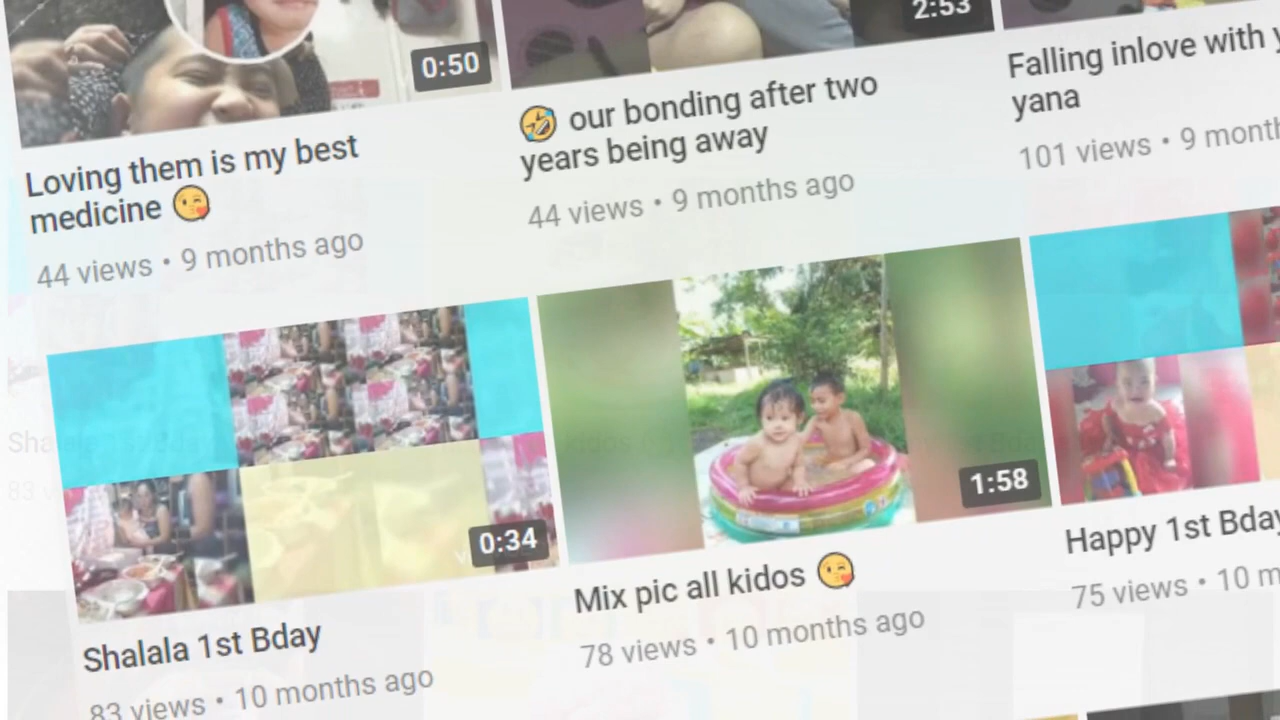 0:50
2:53
Loving them is my best
medicine 😘
44 views • 9 months ago
🤣 our bonding after two
years being away
44 views • 9 months ago
Falling inlove with y
yana
101 views • 9 month
0:34
1:58
Shalala 1st Bday
83 views • 10 months ago
Mix pic all kidos 😘
78 views • 10 months ago
Happy 1st Bday
75 views • 10 m